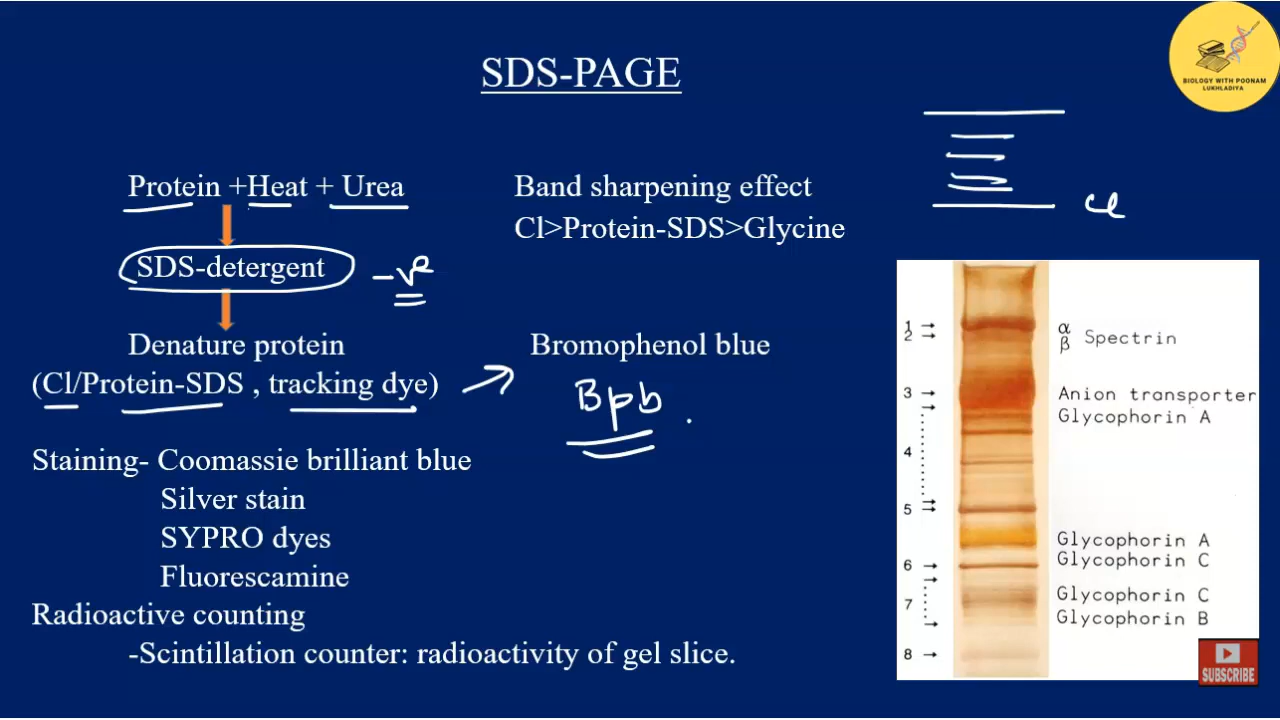 SDS-PAGE
BIOLOGY WITH POONAM
LUKHLADIYA
Protein +Heat + Urea
SDS-detergent
-ve
Denature protein
(Cl/Protein-SDS , tracking dye)
Band sharpening effect
Cl>Protein-SDS>Glycine
Cl
Bromophenol blue
Bpb
Staining- Coomassie brilliant blue
Silver stain
SYPRO dyes
Fluorescamine
Radioactive counting
-Scintillation counter: radioactivity of gel slice.
1
2
3
4
5
6
7
8
α
β
Spectrin
Anion transporter
Glycophorin A
Glycophorin A
Glycophorin C
Glycophorin C
Glycophorin B
SUBSCRIBE